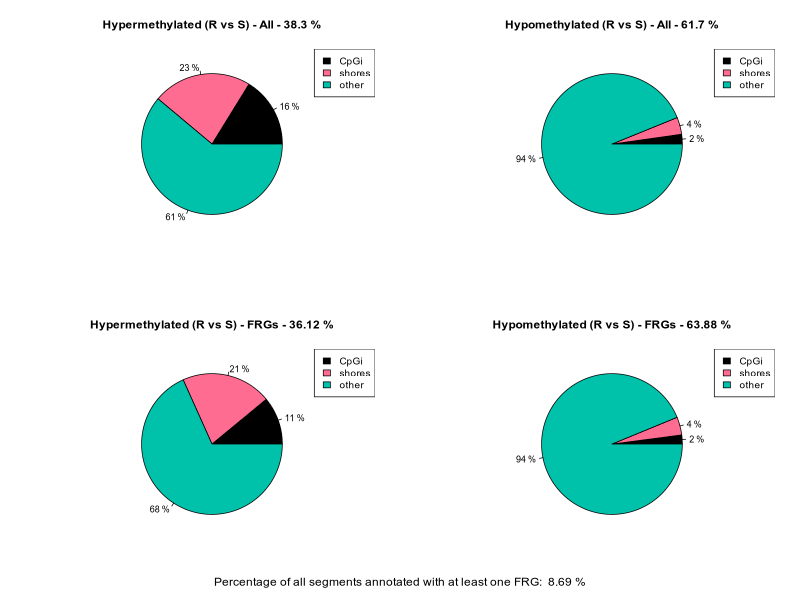 Hypermethylated (R vs S) - All - 38.3 %
CpGi
shores
other
23 %
16 %
61 %
Hypomethylated (R vs S) - All - 61.7 %
CpGi
shores
other
4 %
2 %
94 %
Hypermethylated (R vs S) - FRGs - 36.12 %
CpGi
shores
other
21 %
11 %
68 %
Hypomethylated (R vs S) - FRGs - 63.88 %
CpGi
shores
other
4 %
2 %
94 %
Percentage of all segments annotated with at least one FRG:  8.69 %